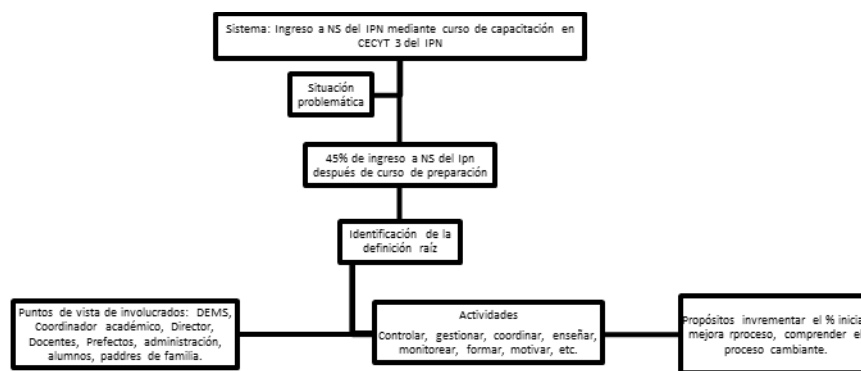 Sistema: Ingreso a NS del IPN mediante curso de capacitación en
CECYT 3 del IPN
Situación
problemática
45% de ingreso a NS del Ipn
después de curso de preparación
Identificación de la
definición raíz
Puntos de vista de involucrados: DEMS,
Coordinador académico, Director,
Docentes, Prefectos, administración,
alumnos, paddres de familia.
Actividades
Controlar, gestionar, coordinar, enseñar,
monitorear, formar, motivar, etc.
Propósitos invrementar el % inicia
mejora rproceso, comprender el
proceso cambiante.